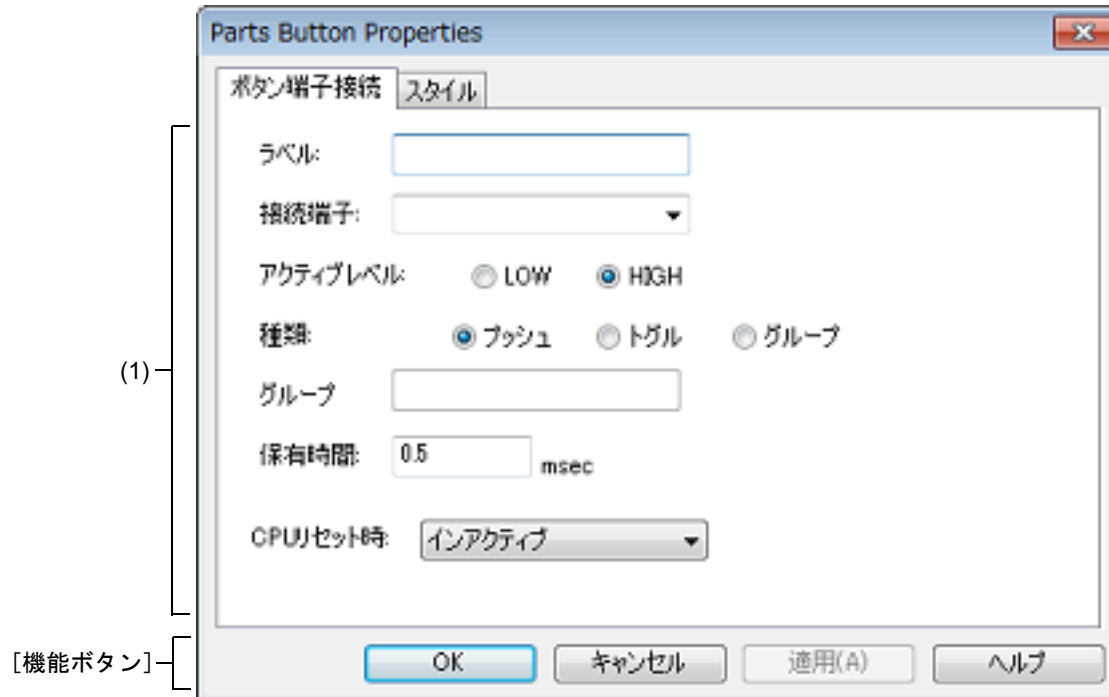 Parts Button Properties
ボタン端子接続 スタイル
ラベル:
接続端子:
アクティブレベル: LOW HIGH
種類: プッシュ トグル グループ
(1)
グループ
保有時間: 0.5 msec
CPUリセット時: インアクティブ
[機能ボタン] OK キャンセル 適用(A) ヘルプ